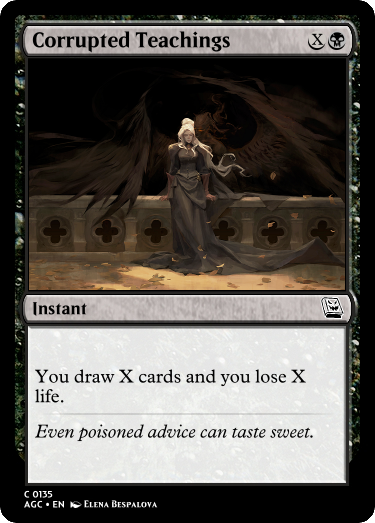 Corrupted Teachings X
Instant
You draw X cards and you lose X
life.
Even poisoned advice can taste sweet.
C 0135
AGC • EN Elena Bespalova